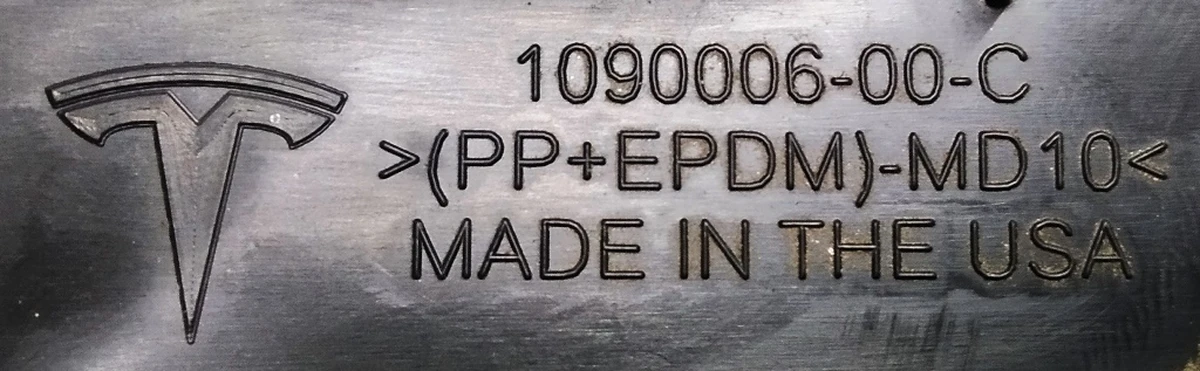 1090006-00-C
>(PP+EPDM)-MD10<
MADE IN THE USA